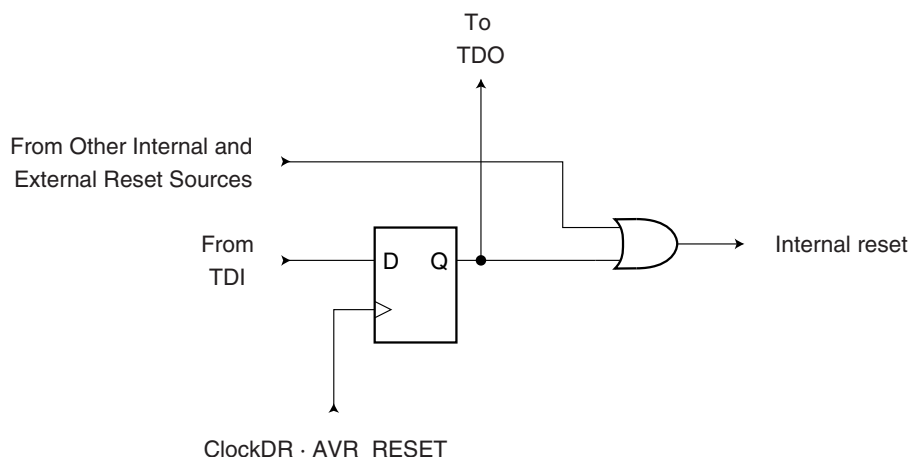 To
TDO
From Other Internal and
External Reset Sources
From
TDI
D Q
Internal reset
ClockDR · AVR_RESET